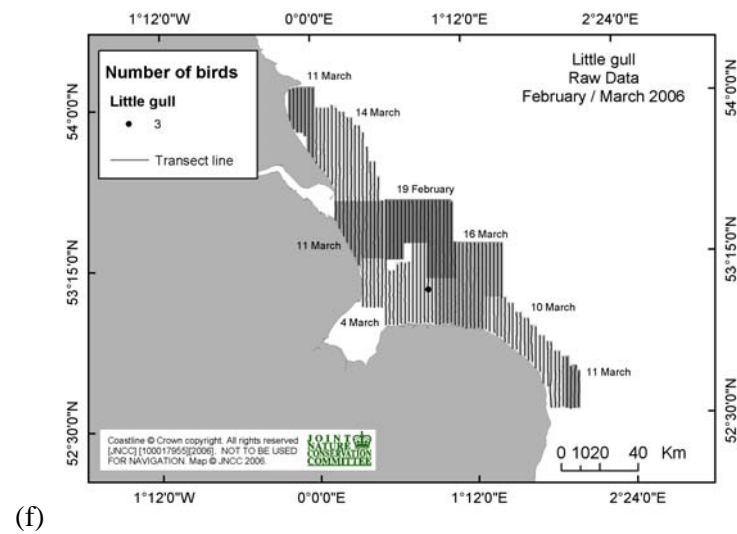 1°12'0"W 0°0'0"E 1°12'0"E 2°24'0"E
Number of birds
Little gull
3
Transect line
Little gull
Raw Data
February / March 2006
11 March
14 March
19 February
16 March
11 March
4 March
10 March
11 March
54°0'0"N
53°15'0"N
52°30'0"N
54°0'0"N
53°15'0"N
52°30'0"N
Coastline © Crown copyright. All rights reserved
[JNCC] [100017955][2006]. NOT TO BE USED
FOR NAVIGATION. Map © JNCC 2006.
JOINT
NATURE
CONSERVATION
COMMITTEE
0 10 20 40 Km
1°12'0"W 0°0'0"E 1°12'0"E 2°24'0"E
(f)